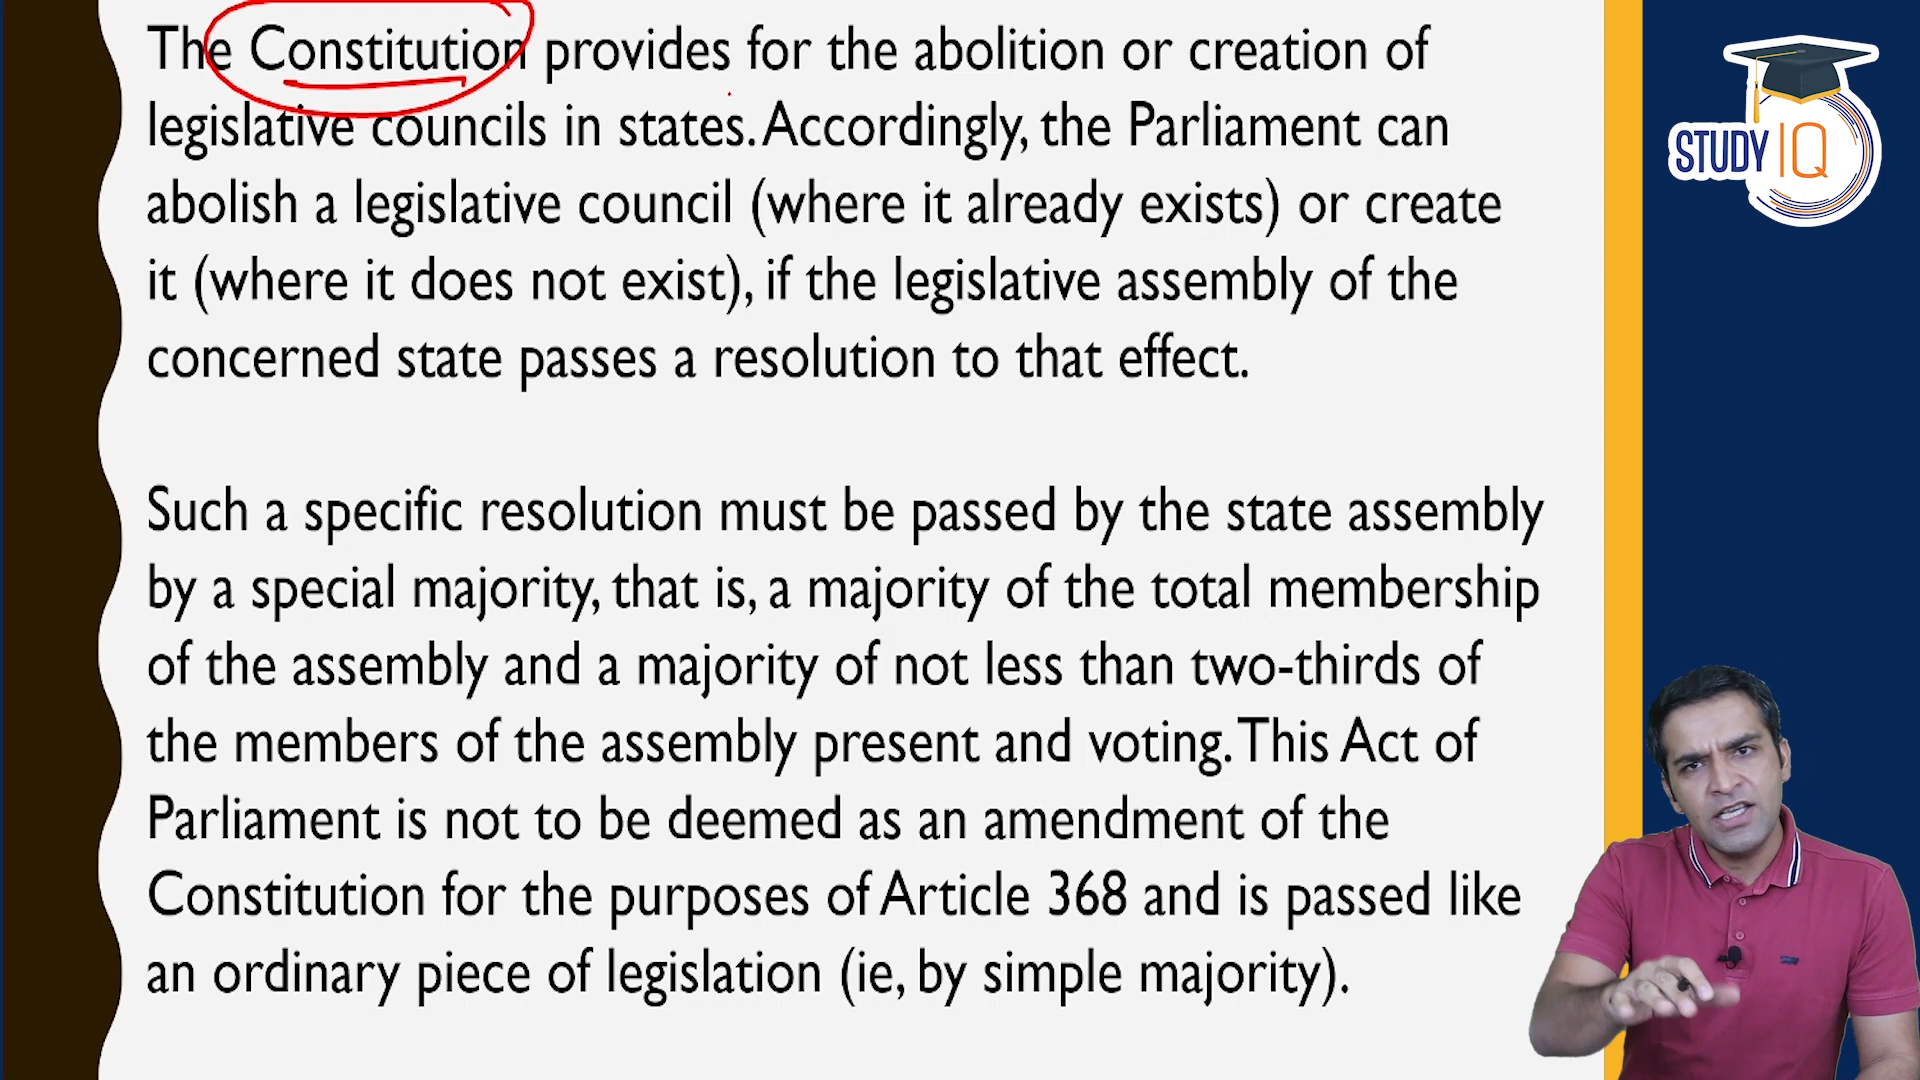 The Constitution provides for the abolition or creation of
legislative councils in states. Accordingly, the Parliament can
abolish a legislative council (where it already exists) or create
it (where it does not exist), if the legislative assembly of the
concerned state passes a resolution to that effect.
Such a specific resolution must be passed by the state assembly
by a special majority, that is, a majority of the total membership
of the assembly and a majority of not less than two-thirds of
the members of the assembly present and voting. This Act of
Parliament is not to be deemed as an amendment of the
Constitution for the purposes of Article 368 and is passed like
an ordinary piece of legislation (ie, by simple majority).
STUDY IQ